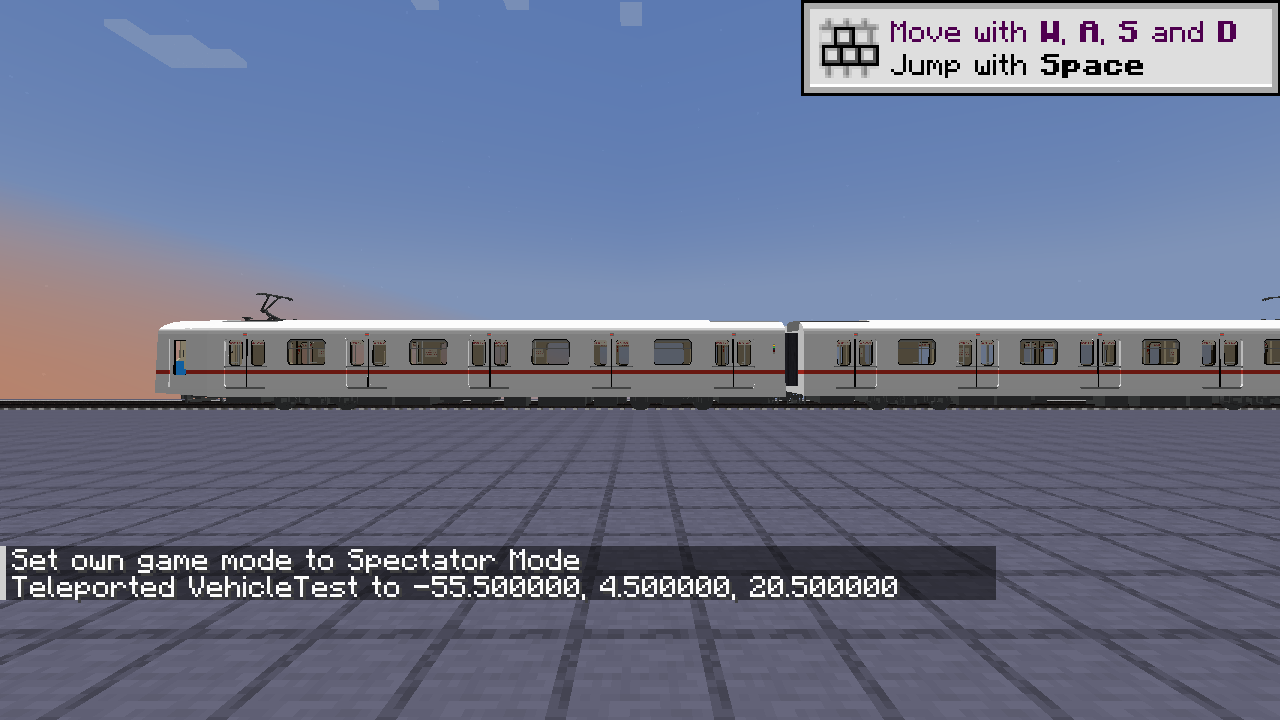 Move with W, A, S and D
Jump with Space
Set own game mode to Spectator Mode
Teleported VehicleTest to -55.500000, 4.500000, 20.500000